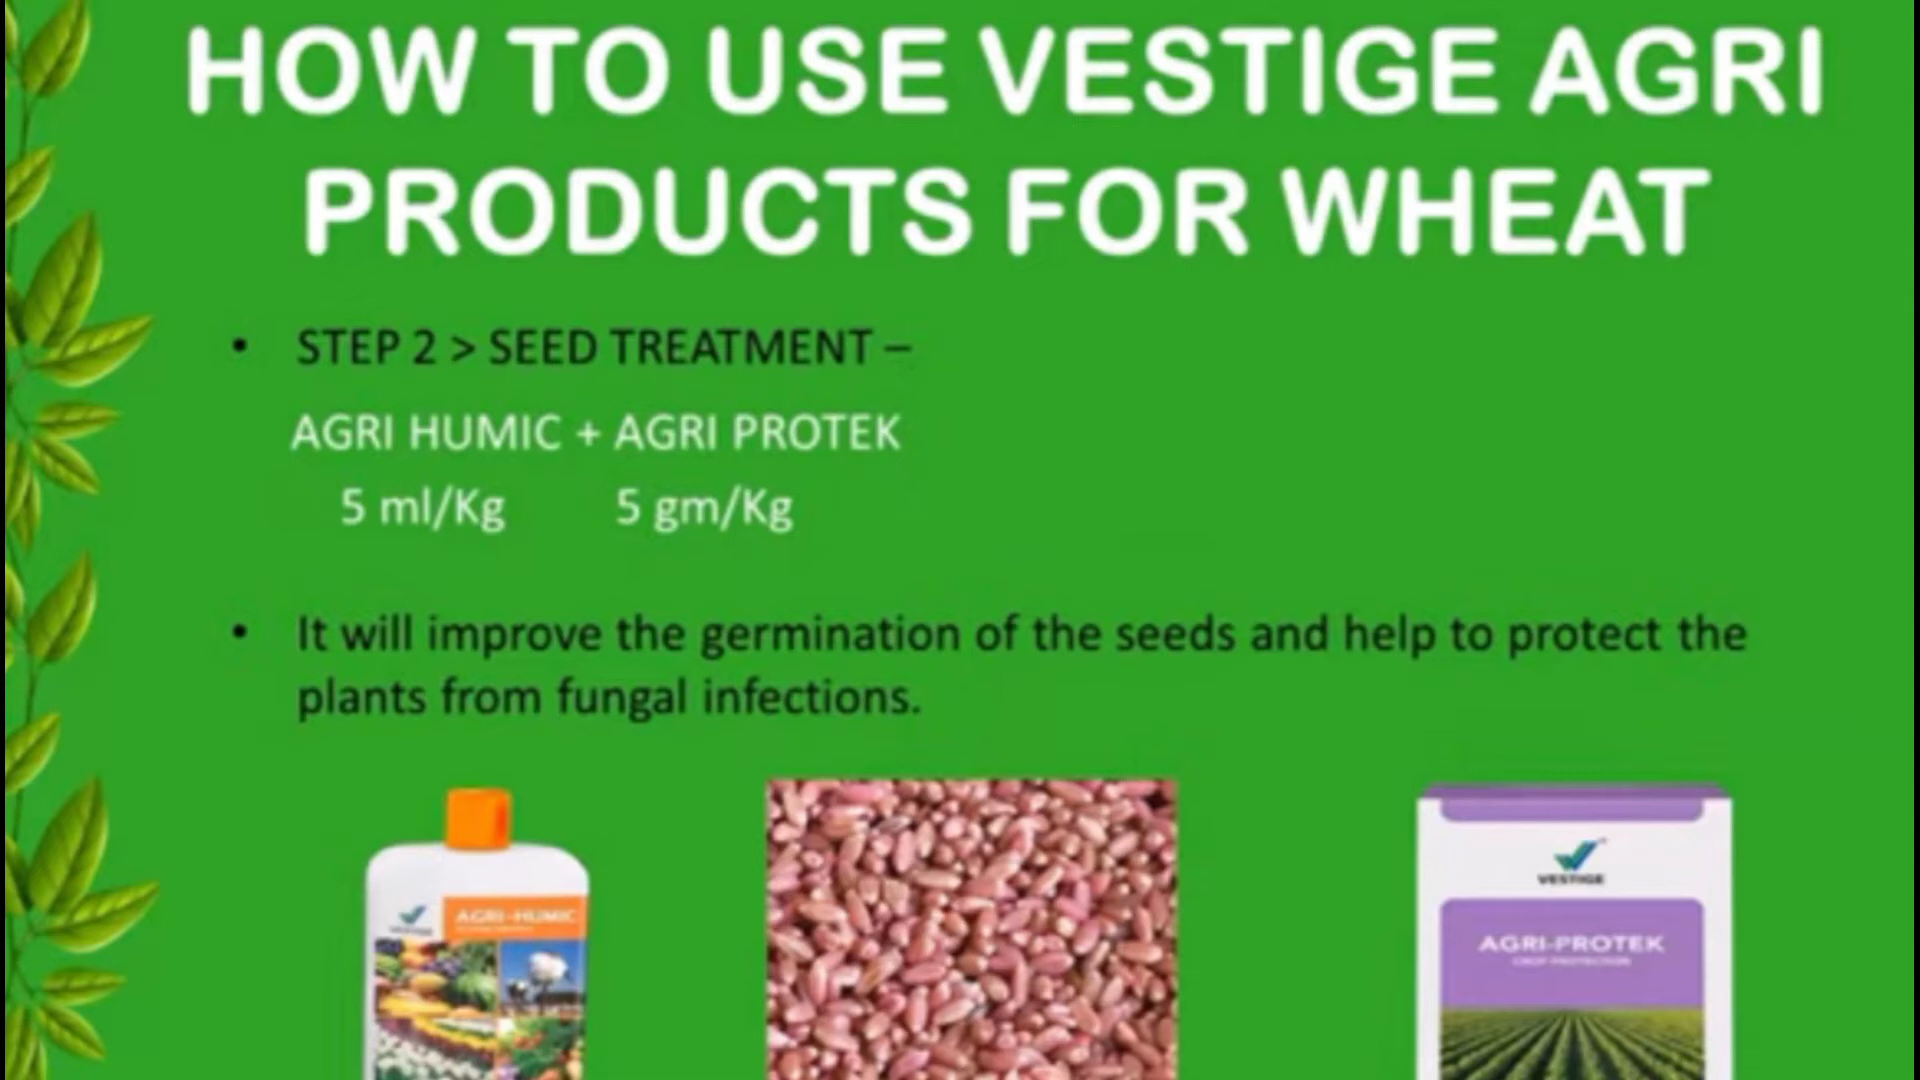 HOW TO USE VESTIGE AGRI
PRODUCTS FOR WHEAT
• STEP 2 > SEED TREATMENT –
AGRI HUMIC + AGRI PROTEK
5 ml/Kg 5 gm/Kg
• It will improve the germination of the seeds and help to protect the
plants from fungal infections.
AGRI-HUMIC
VESTIGE
AGRI-PROTEK
CROP PROTECTION